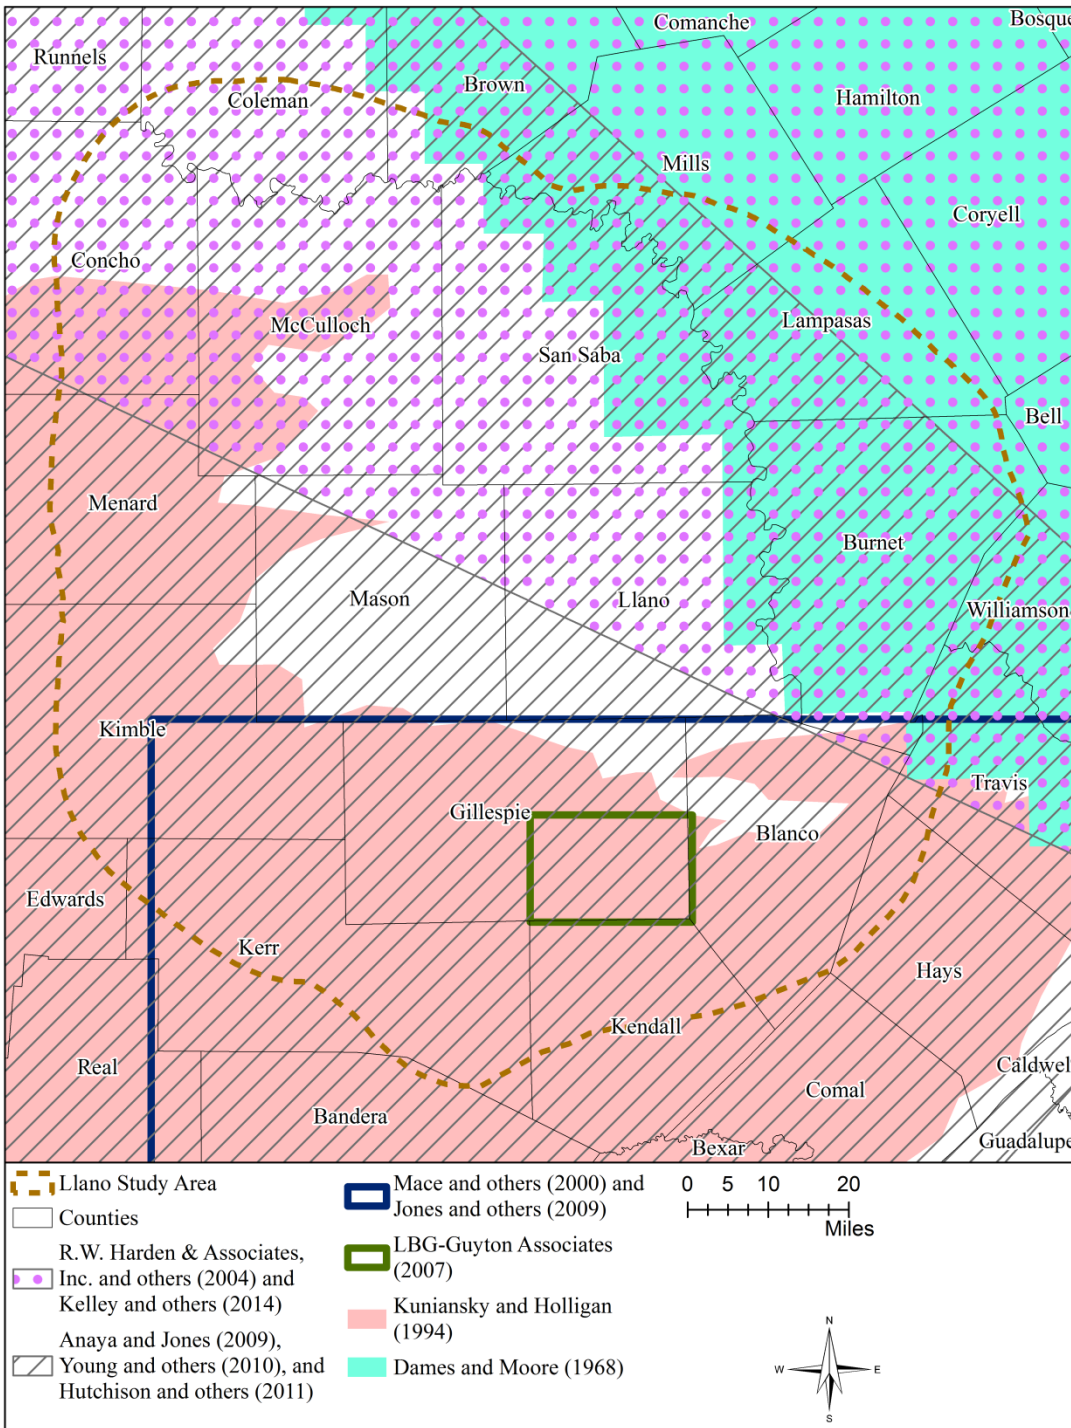 Comanche
Bosque
Runnels
Brown
Coleman
Hamilton
Mills
Coryell
Concho
McCulloch
Lampasas
San Saba
Bell
Menard
Burnet
Mason
Llano
Williamson
Kimble
Travis
Gillespie
Blanco
Edwards
Kerr
Hays
Kendall
Real
Caldwell
Comal
Bandera
Guadalupe
Bexar
Llano Study Area
Counties
R.W. Harden & Associates,
Inc. and others (2004) and
Kelley and others (2014)
Anaya and Jones (2009),
Young and others (2010), and
Hutchison and others (2011)
Mace and others (2000) and
Jones and others (2009)
LBG-Guyton Associates
(2007)
Kuniansky and Holligan
(1994)
Dames and Moore (1968)
0 5 10 20
Miles
N
W E
S